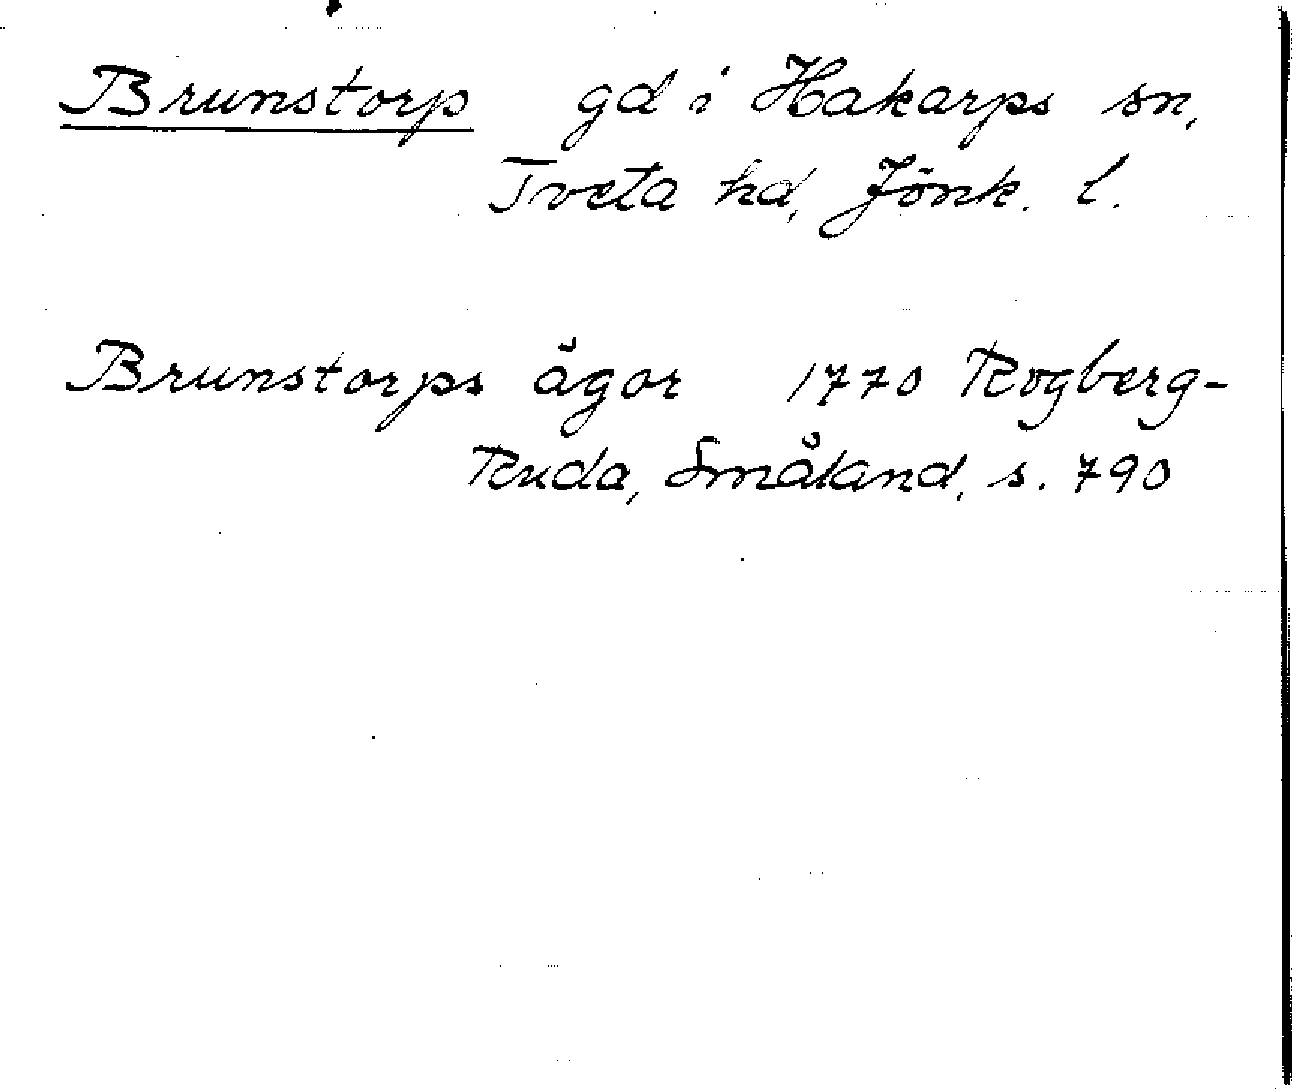 Brunstorp gd i Hakarps sn,
Tveta hd, Jönk. l.
Brunstorps ägor 1770 Rogberg-
Ruda, Småland, s. 790